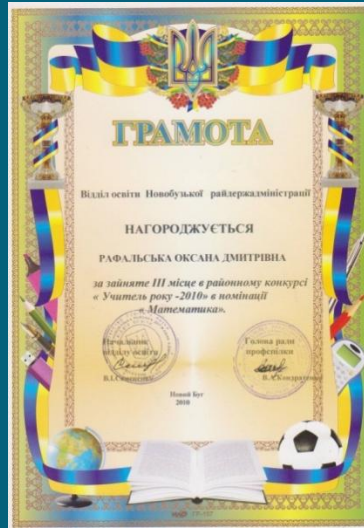 ГРАМОТА
Відділ освіти Новобузької райдержадміністрації
НАГОРОДЖУЄТЬСЯ
РАФАЛЬСЬКА ОКСАНА ДМИТРІВНА
за зайняте ІІІ місце в районному конкурсі
« Учитель року -2010» в номінації
« Математика».
Начальник
відділу освіти
Голова ради
профспілки
Новий Буг
2010